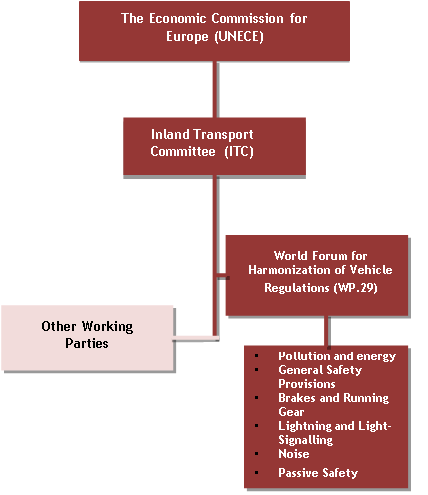 The Economic Commission for
Europe (UNECE)
Inland Transport
Committee (ITC)
World Forum for
Harmonization of Vehicle
Regulations (WP.29)
Other Working
Parties
▪ Pollution and energy
▪ General Safety
Provisions
▪ Brakes and Running
Gear
▪ Lightning and Light-
Signalling
▪ Noise
▪ Passive Safety